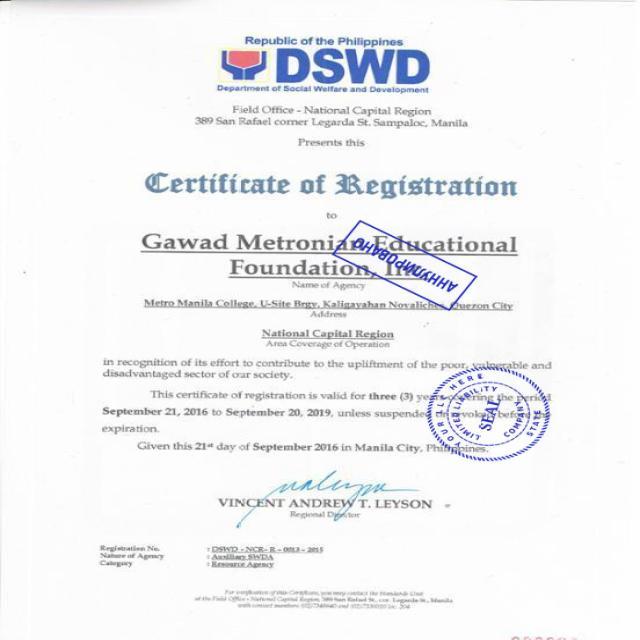 Republic of the Philippines
DSWD
Department of Social Welfare and Development
Field Office - National Capital Region
389 San Rafael corner Legarda St. Sampaloc, Manila
Presents this
Certificate of Registration
to
Gawad Metronian Educational
Foundation, Inc
АННУЛИРОВАНО
Name of Agency
Metro Manila College, U-Site Brgy, Kaligayahan Novaliches, Quezon City
Address
National Capital Region
Area Coverage of Operation
in recognition of its effort to contribute to the upliftment of the poor, vulnerable and
disadvantaged sector of our society.
This certificate of registration is valid for three (3) years covering the period
September 21, 2016 to September 20, 2019, unless suspended or revoked before the
expiration.
Given this 21st day of September 2016 in Manila City, Philippines.
YOUR LLC HERE
LIMITED LIABILITY COMPANY
SEAL
STATE
VINCENT ANDREW T. LEYSON
Regional Director
Registration No. : DSWD - NCR- R - 0013 - 2015
Nature of Agency : Auxiliary SWDA
Category : Resource Agency
For verification of this Certificate, you may contact the Standards Unit
of the Field Office - National Capital Region, 389 San Rafael St., cor. Legarda St., Manila
with contact numbers